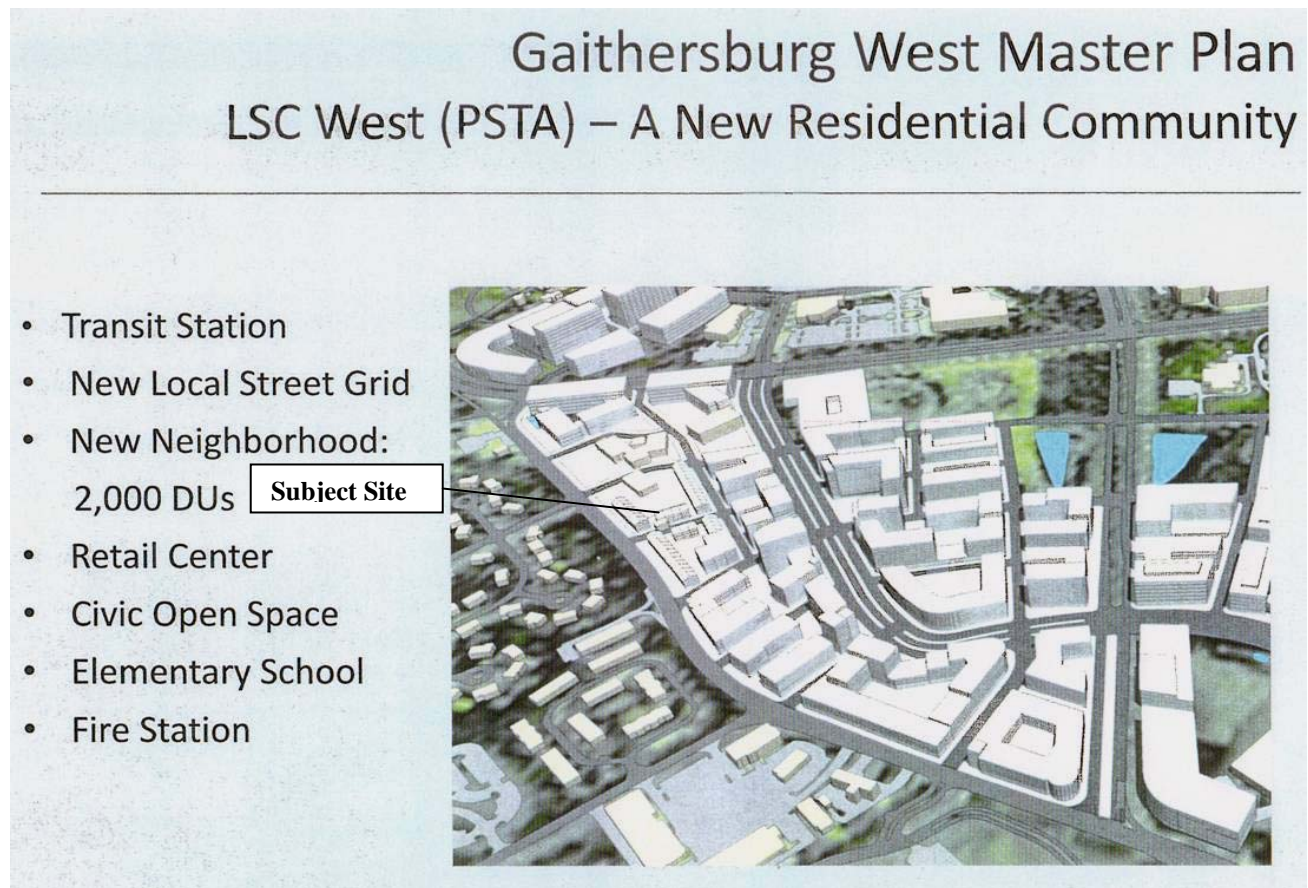 Gaithersburg West Master Plan
LSC West (PSTA) – A New Residential Community
• Transit Station
• New Local Street Grid
• New Neighborhood:
2,000 DUs
Subject Site
• Retail Center
• Civic Open Space
• Elementary School
• Fire Station